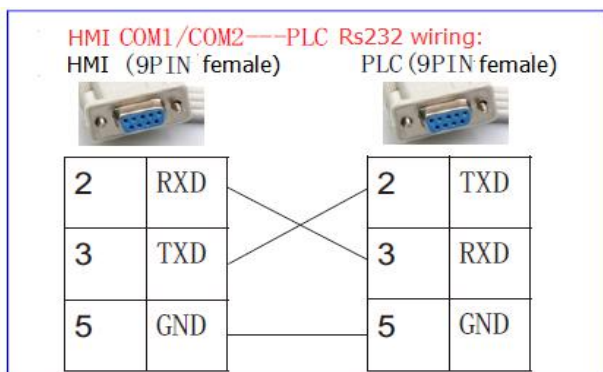 HMI COM1/COM2---PLC Rs232 wiring:
HMI (9PIN female) PLC(9PIN female)
2 RXD 2 TXD
3 TXD 3 RXD
5 GND 5 GND